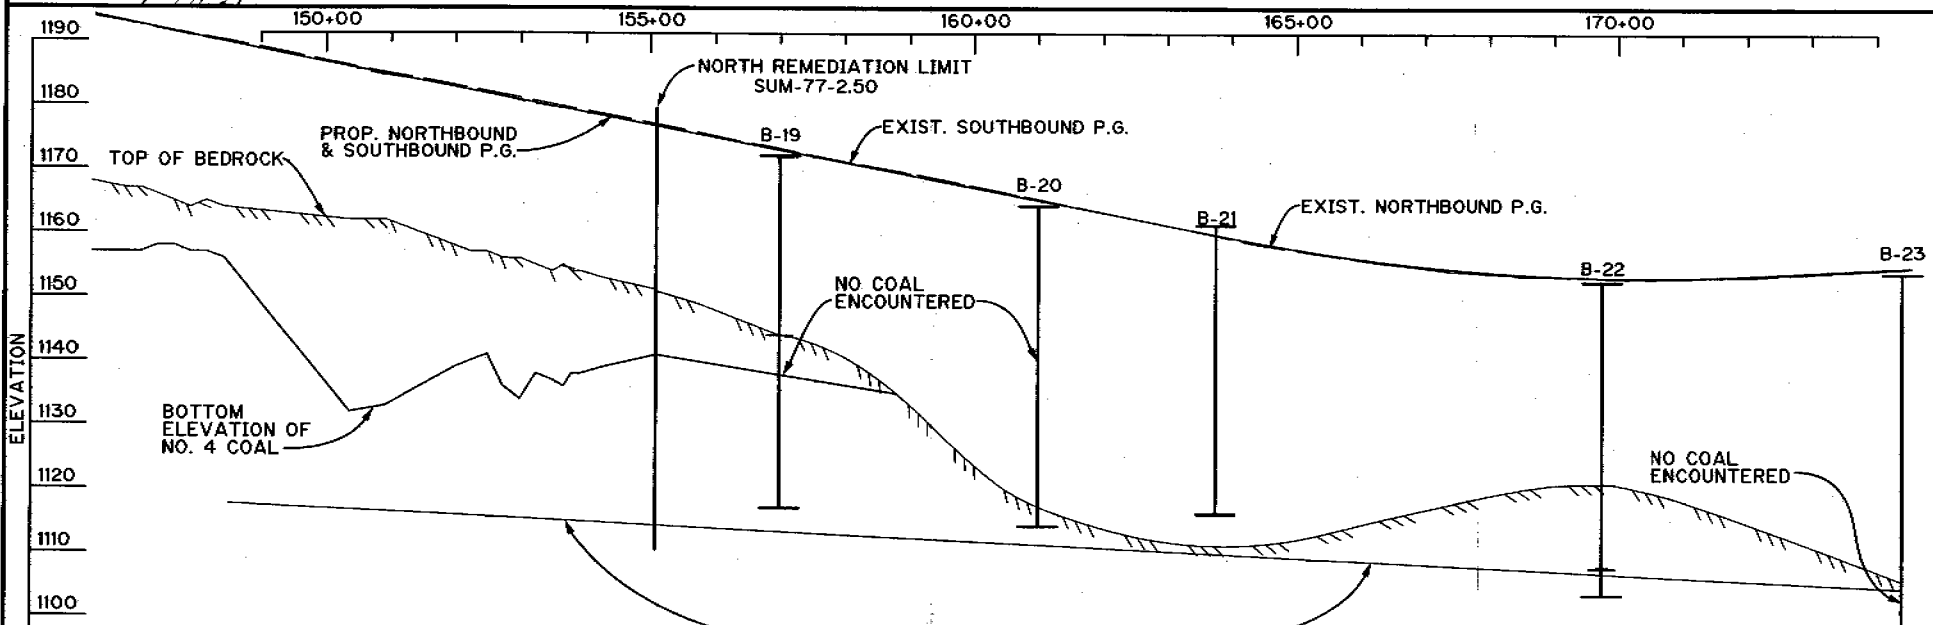 150+00 155+00 160+00 165+00 170+00
1190
1180
1170
1160
1150
1140
1130
1120
1110
1100
ELEVATION
NORTH REMEDIATION LIMIT
SUM-77-2.50
PROP. NORTHBOUND
& SOUTHBOUND P.G.
B-19
EXIST. SOUTHBOUND P.G.
TOP OF BEDROCK
B-20
B-21
EXIST. NORTHBOUND P.G.
B-22
B-23
NO COAL
ENCOUNTERED
BOTTOM
ELEVATION OF
NO. 4 COAL
NO COAL
ENCOUNTERED